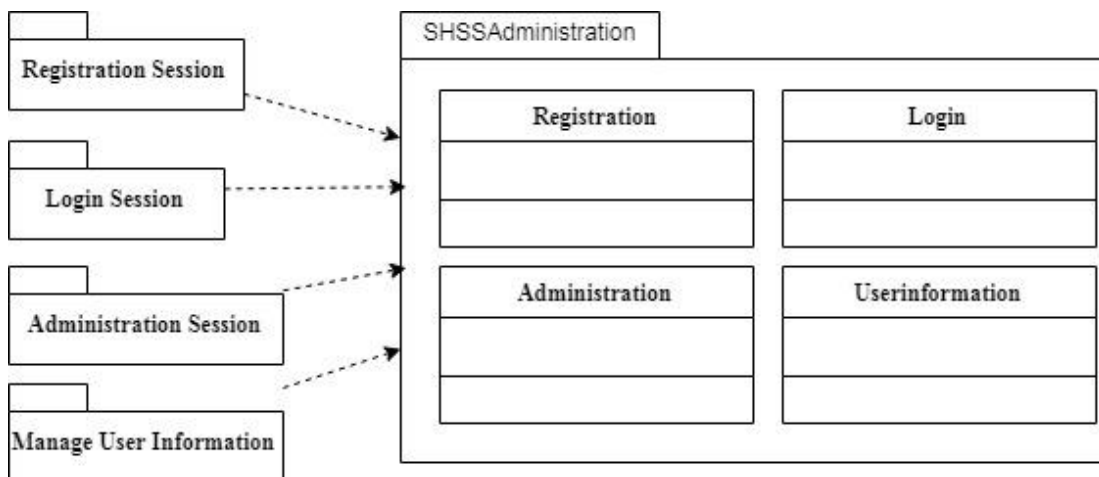 SHSSAdministration
Registration Session
Registration
Login
Login Session
Administration
Userinformation
Administration Session
Manage User Information